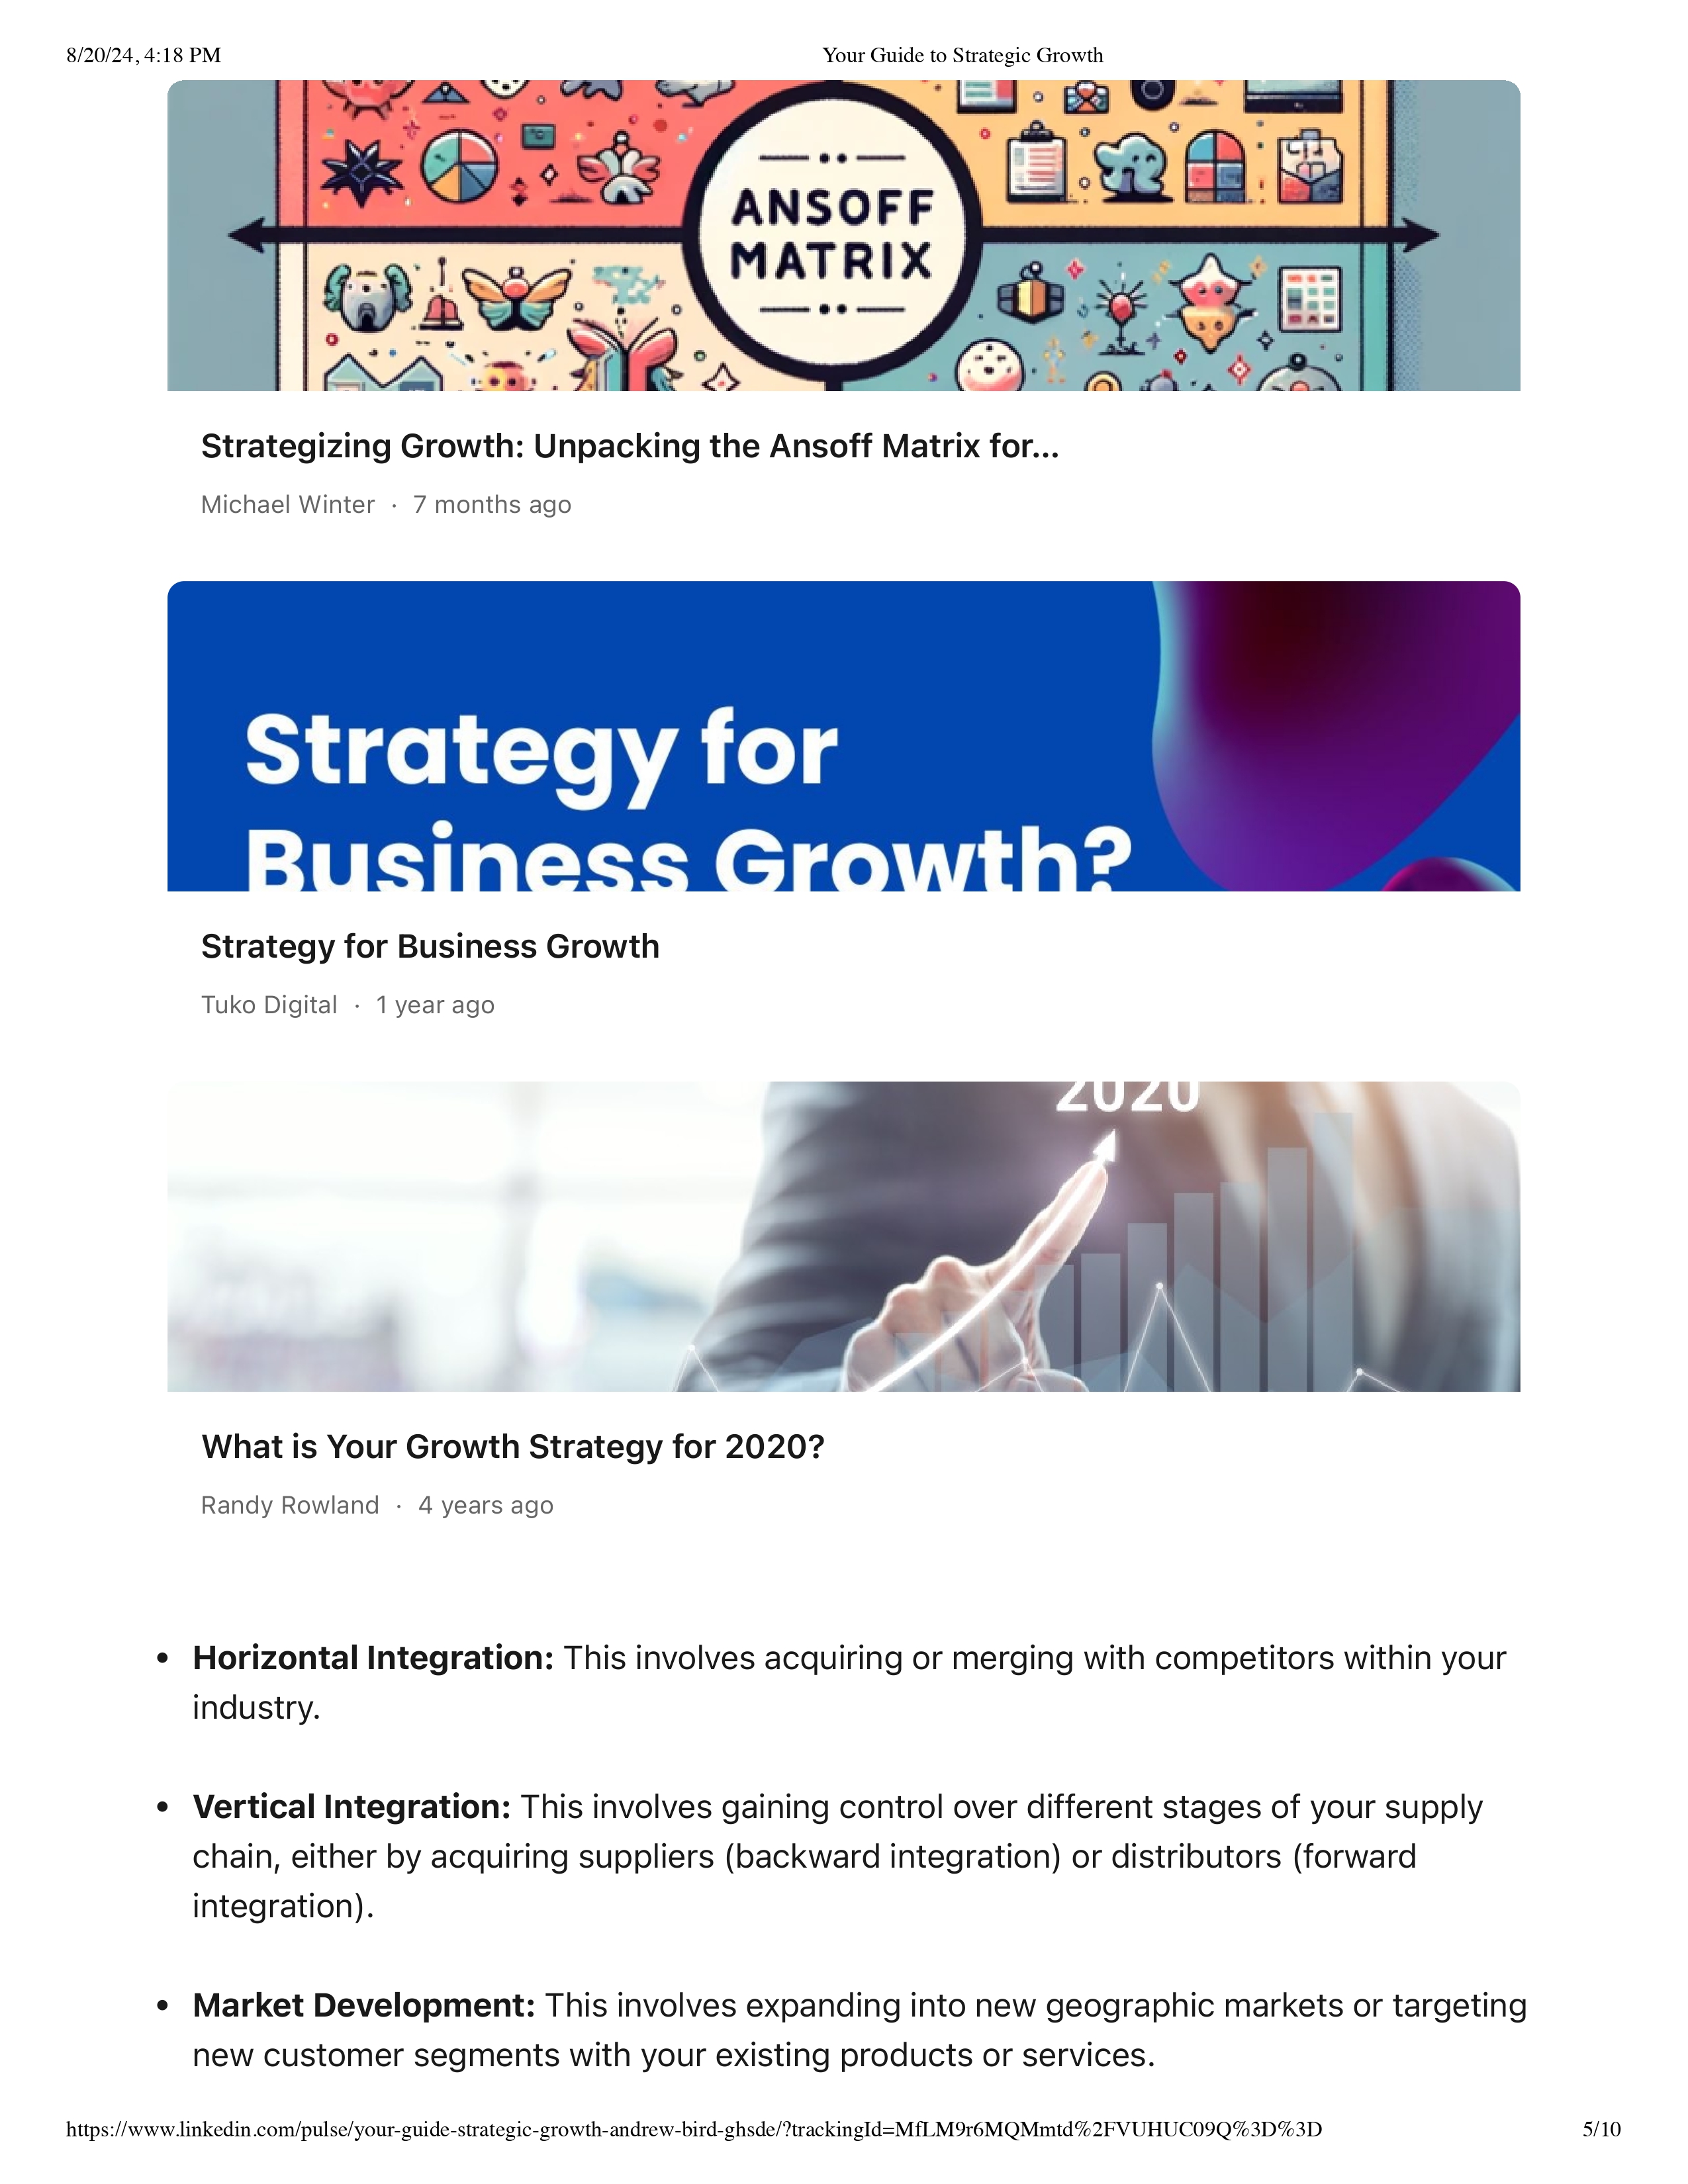 8/20/24, 4:18 PM
Your Guide to Strategic Growth
ANSOFF
MATRIX
Strategizing Growth: Unpacking the Ansoff Matrix for...
Michael Winter · 7 months ago
Strategy for
Business Growth?
Strategy for Business Growth
Tuko Digital · 1 year ago
2020
What is Your Growth Strategy for 2020?
Randy Rowland · 4 years ago
• Horizontal Integration: This involves acquiring or merging with competitors within your
industry.
• Vertical Integration: This involves gaining control over different stages of your supply
chain, either by acquiring suppliers (backward integration) or distributors (forward
integration).
• Market Development: This involves expanding into new geographic markets or targeting
new customer segments with your existing products or services.
https://www.linkedin.com/pulse/your-guide-strategic-growth-andrew-bird-ghsde/?trackingId=MfLM9r6MQMmtd%2FVUHUC09Q%3D%3D
5/10